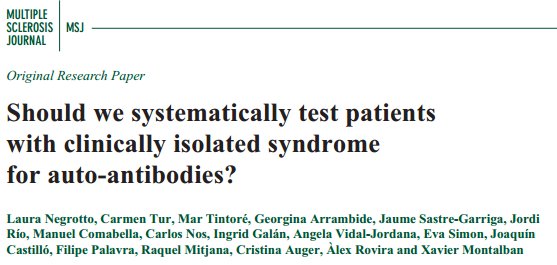 MULTIPLE
SCLEROSIS
JOURNAL
MSJ
Original Research Paper
Should we systematically test patients
with clinically isolated syndrome
for auto-antibodies?
Laura Negrotto, Carmen Tur, Mar Tintoré, Georgina Arrambide, Jaume Sastre-Garriga, Jordi
Río, Manuel Comabella, Carlos Nos, Ingrid Galán, Angela Vidal-Jordana, Eva Simon, Joaquín
Castilló, Filipe Palavra, Raquel Mitjana, Cristina Auger, Àlex Rovira and Xavier Montalban